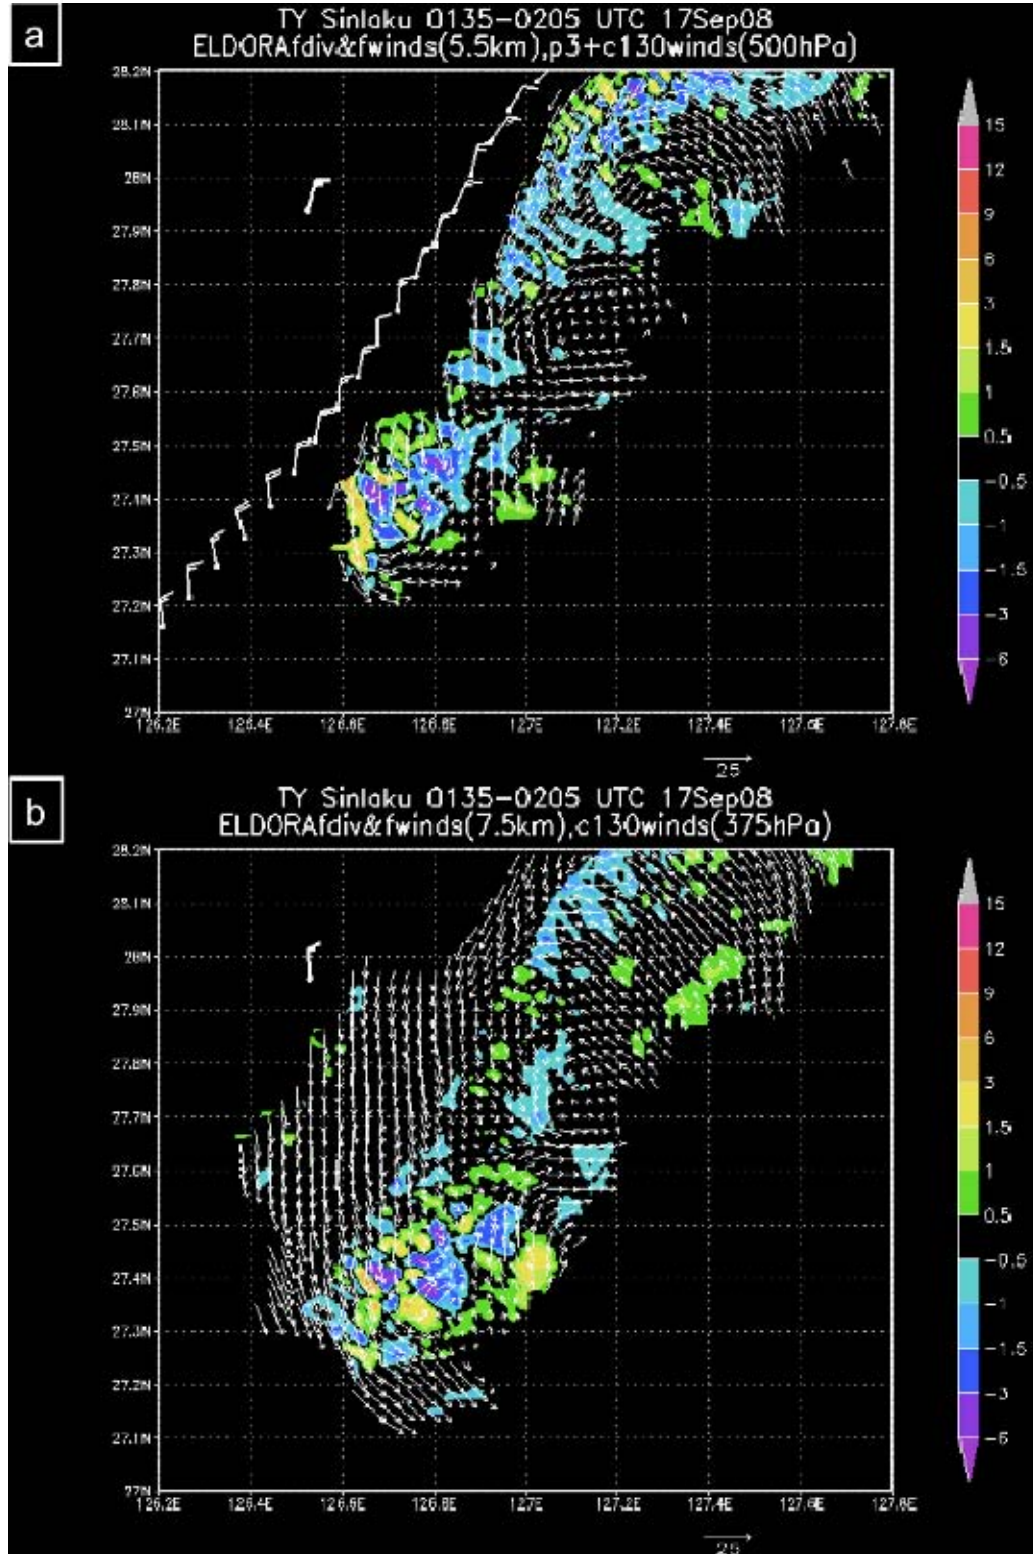 a
TY Sinlaku 0135-0205 UTC 17Sep08
ELDORAfdiv&fwinds(5.5km),p3+c130winds(500hPa)
28.2N
28.1N
28N
27.9N
27.8N
27.7N
27.6N
27.5N
27.4N
27.3N
27.2N
27.1N
27N
126.2E 126.4E 126.6E 126.8E 127E 127.2E 127.4E 127.6E 127.8E
15
12
9
6
3
1.5
1
0.5
-0.5
-1
-1.5
-3
-6
25
b
TY Sinlaku 0135-0205 UTC 17Sep08
ELDORAfdiv&fwinds(7.5km),c130winds(375hPa)
28.2N
28.1N
28N
27.9N
27.8N
27.7N
27.6N
27.5N
27.4N
27.3N
27.2N
27.1N
27N
126.2E 126.4E 126.6E 126.8E 127E 127.2E 127.4E 127.6E 127.8E
15
12
9
6
3
1.5
1
0.5
-0.5
-1
-1.5
-3
-6
25